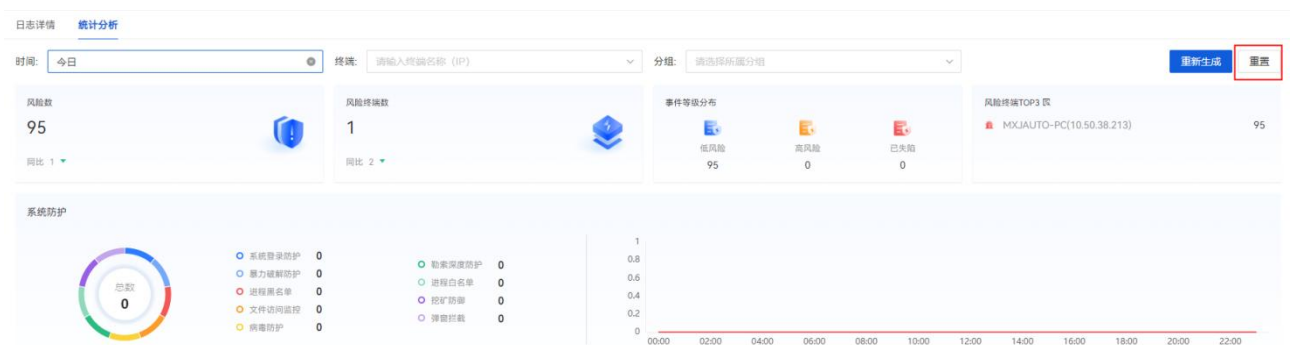 日志详情 统计分析
时间: 今日 终端: 请输入终端名称 (IP) 分组: 请选择所属分组 重新生成 重置
风险数
95
同比 1
风险终端数
1
同比 2
事件等级分布
低风险 高风险 已失陷
95 0 0
风险终端TOP3
MXJAUTO-PC(10.50.38.213) 95
系统防护
总数
0
系统登录防护 0
暴力破解防护 0
进程黑名单 0
文件访问监控 0
病毒防护 0
勒索深度防护 0
进程白名单 0
挖矿防御 0
弹窗拦截 0
1
0.8
0.6
0.4
0.2
0
00:00 02:00 04:00 06:00 08:00 10:00 12:00 14:00 16:00 18:00 20:00 22:00